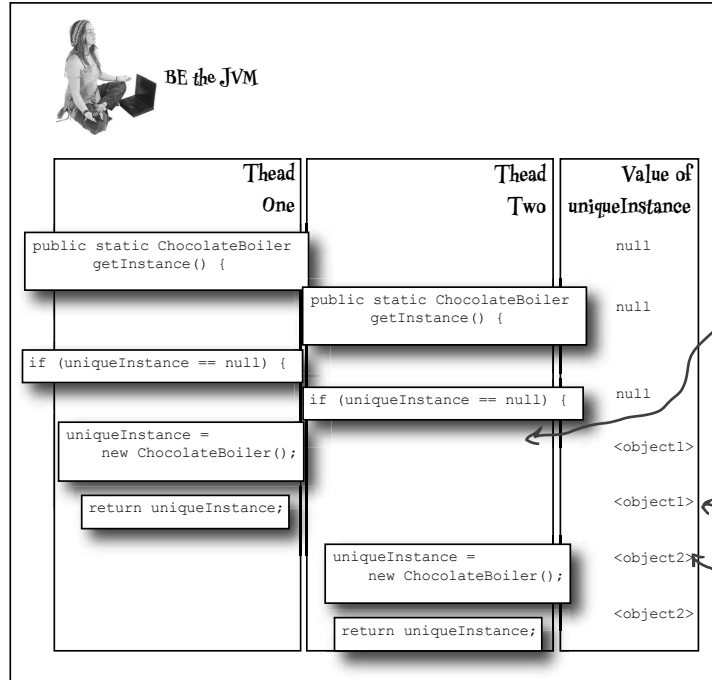 BE the JVM
Thead
One
Thead
Two
Value of
uniqueInstance
public static ChocolateBoiler
getInstance() {
null
public static ChocolateBoiler
getInstance() {
null
if (uniqueInstance == null) {
if (uniqueInstance == null) {
null
uniqueInstance =
new ChocolateBoiler();
<object1>
return uniqueInstance;
<object1>
uniqueInstance =
new ChocolateBoiler();
<object2>
return uniqueInstance;
<object2>